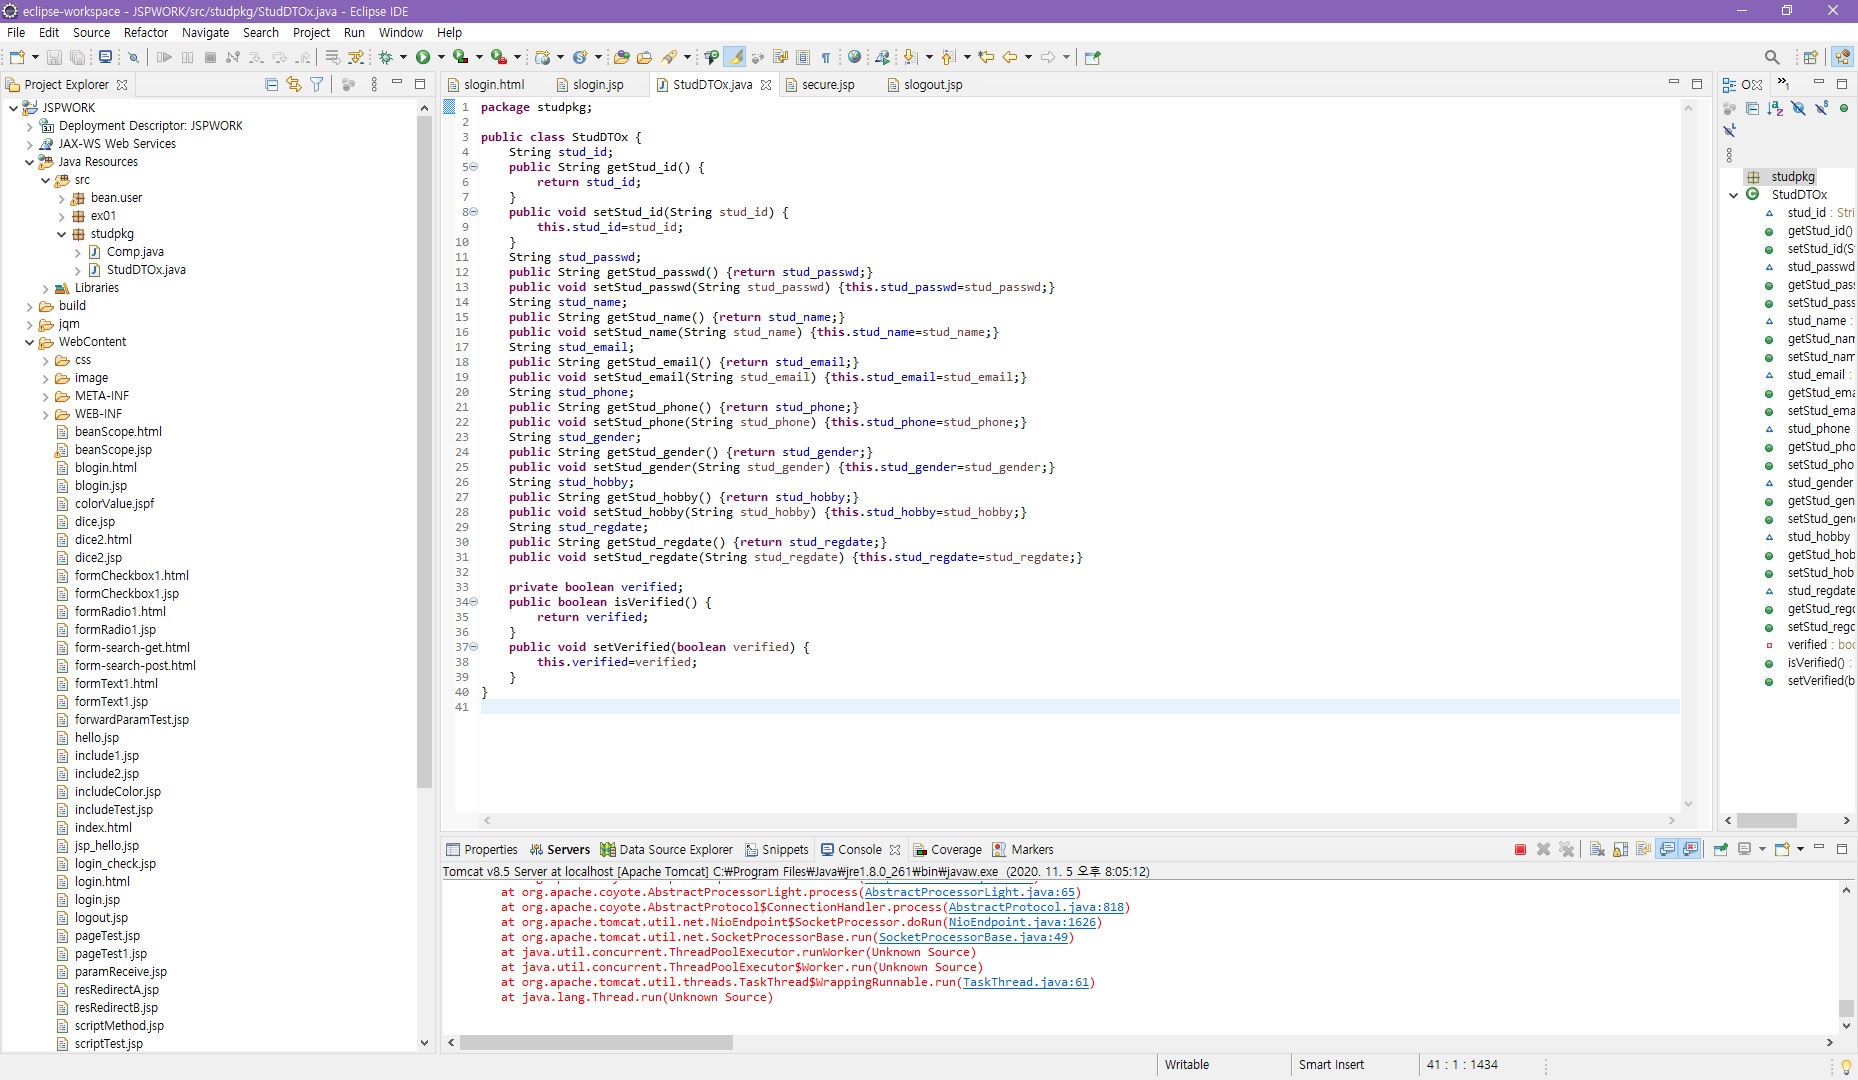 eclipse-workspace - JSPWORK/src/studpkg/StudDTOx.java - Eclipse IDE
File Edit Source Refactor Navigate Search Project Run Window Help
Project Explorer
JSPWORK
Deployment Descriptor: JSPWORK
JAX-WS Web Services
Java Resources
src
bean.user
ex01
studpkg
Comp.java
StudDTOx.java
Libraries
build
jqm
WebContent
css
image
META-INF
WEB-INF
beanScope.html
beanScope.jsp
blogin.html
blogin.jsp
colorValue.jspf
dice.jsp
dice2.html
dice2.jsp
formCheckbox1.html
formCheckbox1.jsp
formRadio1.html
formRadio1.jsp
form-search-get.html
form-search-post.html
formText1.html
formText1.jsp
forwardParamTest.jsp
hello.jsp
include1.jsp
include2.jsp
includeColor.jsp
includeTest.jsp
index.html
jsp_hello.jsp
login_check.jsp
login.html
login.jsp
logout.jsp
pageTest.jsp
pageTest1.jsp
paramReceive.jsp
resRedirectA.jsp
resRedirectB.jsp
scriptMethod.jsp
scriptTest.jsp
slogin.html slogin.jsp StudDTOx.java secure.jsp slogout.jsp
1 package studpkg;
2
3 public class StudDTOx {
4 String stud_id;
5 public String getStud_id() {
6 return stud_id;
7 }
8 public void setStud_id(String stud_id) {
9 this.stud_id=stud_id;
10 }
11 String stud_passwd;
12 public String getStud_passwd() {return stud_passwd;}
13 public void setStud_passwd(String stud_passwd) {this.stud_passwd=stud_passwd;}
14 String stud_name;
15 public String getStud_name() {return stud_name;}
16 public void setStud_name(String stud_name) {this.stud_name=stud_name;}
17 String stud_email;
18 public String getStud_email() {return stud_email;}
19 public void setStud_email(String stud_email) {this.stud_email=stud_email;}
20 String stud_phone;
21 public String getStud_phone() {return stud_phone;}
22 public void setStud_phone(String stud_phone) {this.stud_phone=stud_phone;}
23 String stud_gender;
24 public String getStud_gender() {return stud_gender;}
25 public void setStud_gender(String stud_gender) {this.stud_gender=stud_gender;}
26 String stud_hobby;
27 public String getStud_hobby() {return stud_hobby;}
28 public void setStud_hobby(String stud_hobby) {this.stud_hobby=stud_hobby;}
29 String stud_regdate;
30 public String getStud_regdate() {return stud_regdate;}
31 public void setStud_regdate(String stud_regdate) {this.stud_regdate=stud_regdate;}
32
33 private boolean verified;
34 public boolean isVerified() {
35 return verified;
36 }
37 public void setVerified(boolean verified) {
38 this.verified=verified;
39 }
40 }
41
studpkg
StudDTOx
stud_id : Stri
getStud_id()
setStud_id(S
stud_passwd
getStud_pas
setStud_pass
stud_name :
getStud_nam
setStud_nam
stud_email :
getStud_ema
setStud_ema
stud_phone
getStud_pho
setStud_pho
stud_gender
getStud_gen
setStud_gend
stud_hobby
getStud_hob
setStud_hob
stud_regdate
getStud_regd
setStud_regd
verified : boo
isVerified() :
setVerified(b
Properties Servers Data Source Explorer Snippets Console Coverage Markers
Tomcat v8.5 Server at localhost [Apache Tomcat] C:₩Program Files₩Java₩jre1.8.0_261₩bin₩javaw.exe (2020. 11. 5 오후 8:05:12)
at org.apache.coyote.AbstractProcessorLight.process(AbstractProcessorLight.java:65)
at org.apache.coyote.AbstractProtocol$ConnectionHandler.process(AbstractProtocol.java:818)
at org.apache.tomcat.util.net.NioEndpoint$SocketProcessor.doRun(NioEndpoint.java:1626)
at org.apache.tomcat.util.net.SocketProcessorBase.run(SocketProcessorBase.java:49)
at java.util.concurrent.ThreadPoolExecutor.runWorker(Unknown Source)
at java.util.concurrent.ThreadPoolExecutor$Worker.run(Unknown Source)
at org.apache.tomcat.util.threads.TaskThread$WrappingRunnable.run(TaskThread.java:61)
at java.lang.Thread.run(Unknown Source)
Writable Smart Insert 41 : 1 : 1434